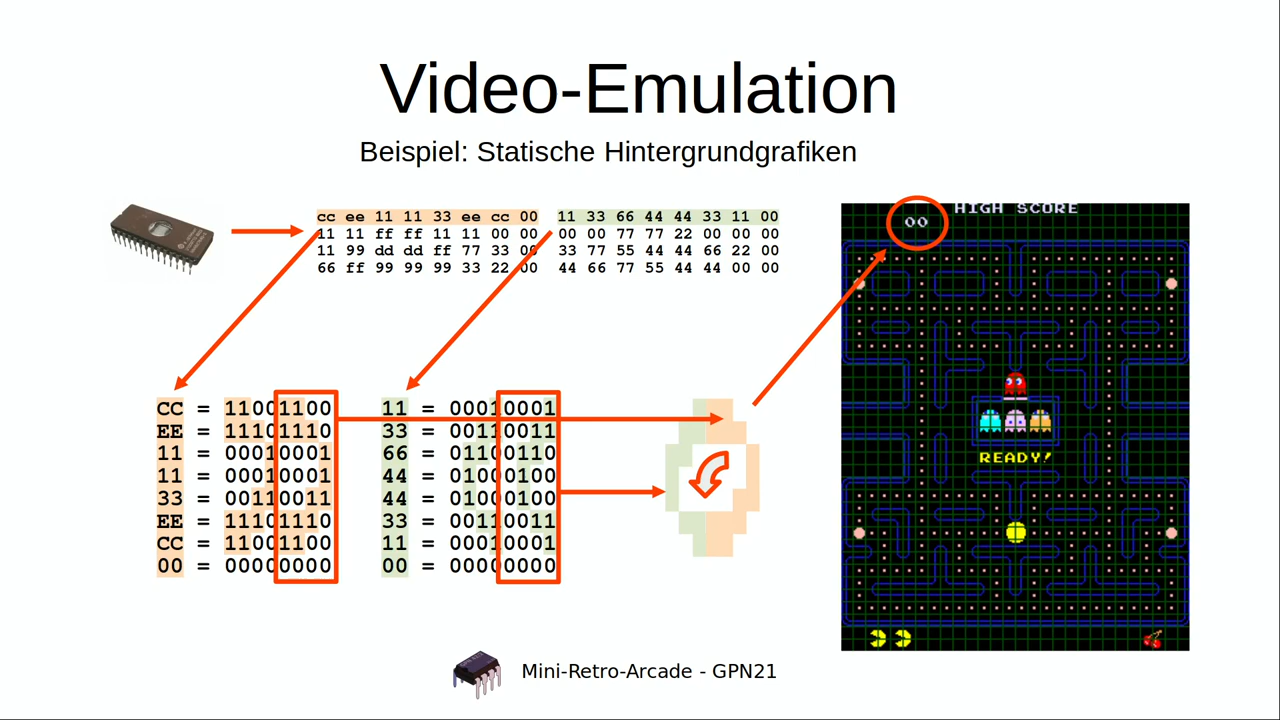 Video-Emulation
Beispiel: Statische Hintergrundgrafiken
cc ee 11 11 33 ee cc 00 11 33 66 44 44 33 11 00
11 11 ff ff 11 11 00 00 00 00 77 77 22 00 00 00
11 99 dd dd ff 77 33 00 33 77 55 44 44 66 22 00
66 ff 99 99 99 33 22 00 44 66 77 55 44 44 00 00
HIGH SCORE
00
READY!
CC = 11001100 11 = 00010001
EE = 11101110 33 = 00110011
11 = 00010001 66 = 01100110
11 = 00010001 44 = 01000100
33 = 00110011 44 = 01000100
EE = 11101110 33 = 00110011
CC = 11001100 11 = 00010001
00 = 00000000 00 = 00000000
Mini-Retro-Arcade - GPN21